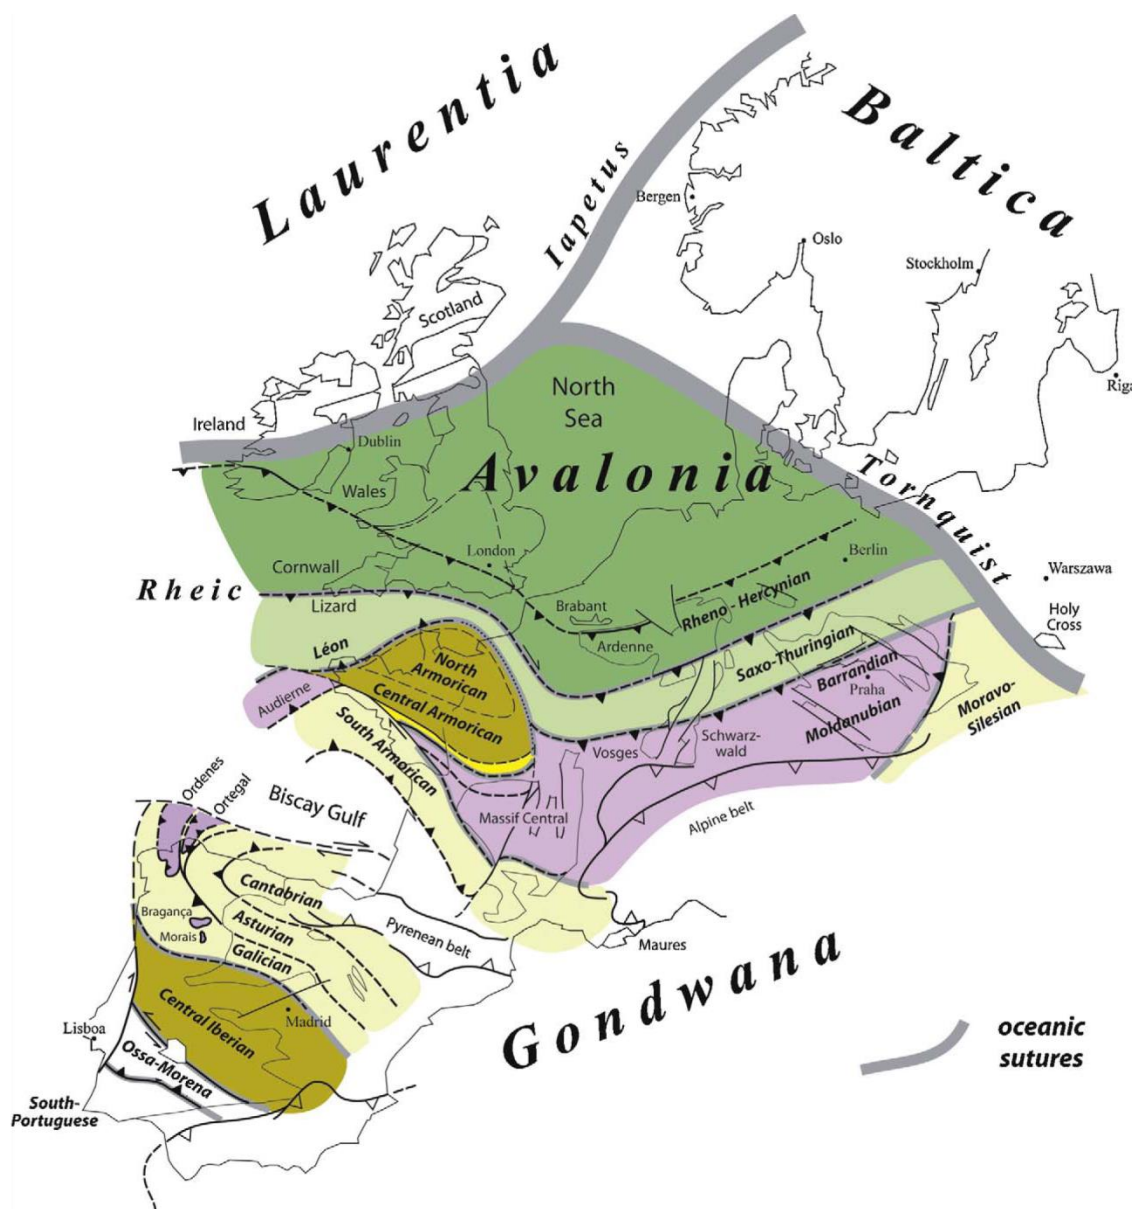 Laurentia
Baltica
Iapetus
Bergen
Oslo
Stockholm
Scotland
Riga
North
Sea
Ireland
Dublin
Avalonia
Tornquist
Wales
London
Berlin
Warszawa
Cornwall
Rheic
Lizard
Brabant
Rheno - Hercynian
Holy
Cross
Ardenne
Léon
North
Armorican
Saxo-Thuringian
Barrandian
Praha
Audierne
Central Armorican
Moldanubian
Moravo-
Silesian
South Armorican
Vosges
Schwarz-
wald
Ordenes
Ortegal
Biscay Gulf
Massif Central
Alpine belt
Cantabrian
Bragança
Asturian
Pyrenean belt
Morais
Galician
Maures
Gondwana
Central Iberian
Madrid
Lisboa
Ossa-Morena
South-
Portuguese
oceanic
sutures